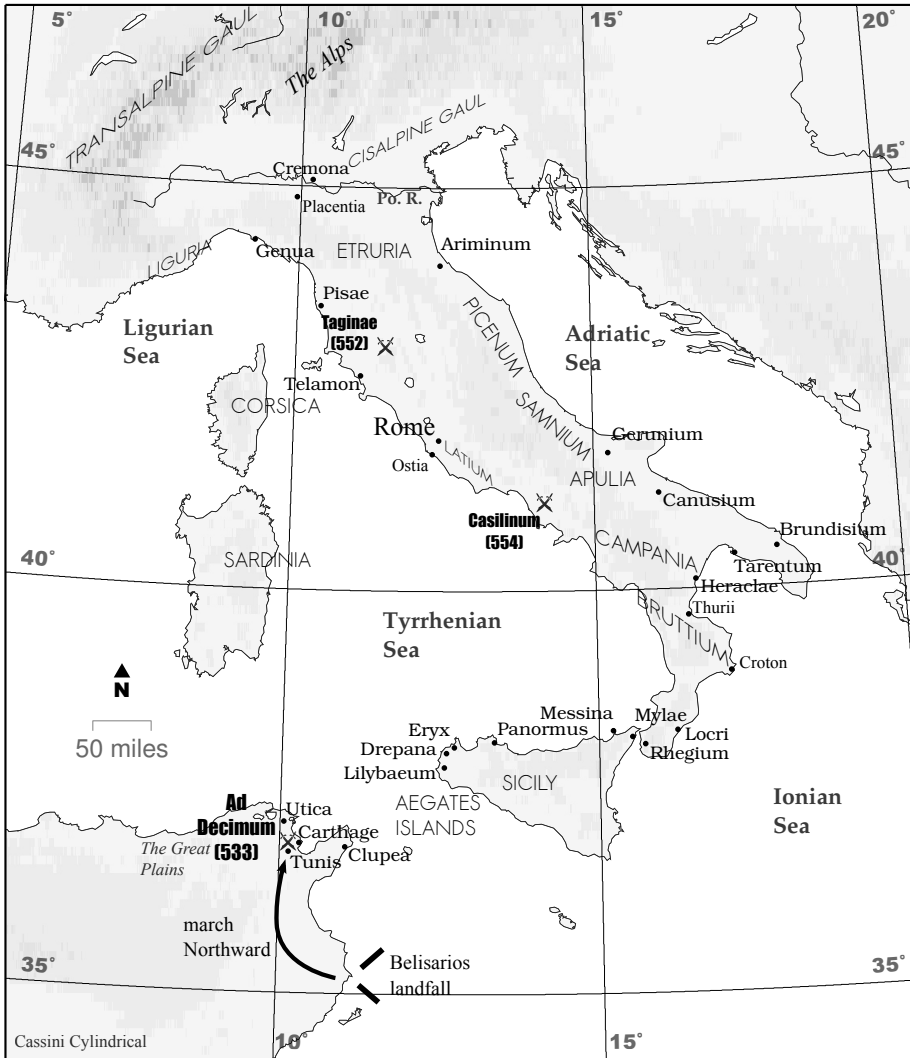 5°
10°
15°
20°
TRANSALPINE GAUL
The Alps
CISALPINE GAUL
45°
45°
Cremona
Placentia
Po. R.
LIGURIA
Genua
ETRURIA
Ariminum
Pisae
Ligurian
Sea
Taginae
(552)
PICENUM
Adriatic
Sea
Telamon
CORSICA
SAMNIUM
Rome
Gerunium
Ostia
LATIUM
APULIA
Canusium
Casilinum
(554)
Brundisium
SARDINIA
CAMPANIA
Tarentum
40°
40°
Heraclae
Thurii
BRUTTIUM
Tyrrhenian
Sea
Croton
N
50 miles
Messina
Mylae
Eryx
Panormus
Locri
Drepana
Rhegium
Lilybaeum
SICILY
Ionian
Sea
AEGATES
ISLANDS
Ad
Decimum
(533)
Utica
Carthage
The Great
Plains
Tunis
Clupea
march
Northward
Belisarios
landfall
35°
35°
Cassini Cylindrical
10°
15°